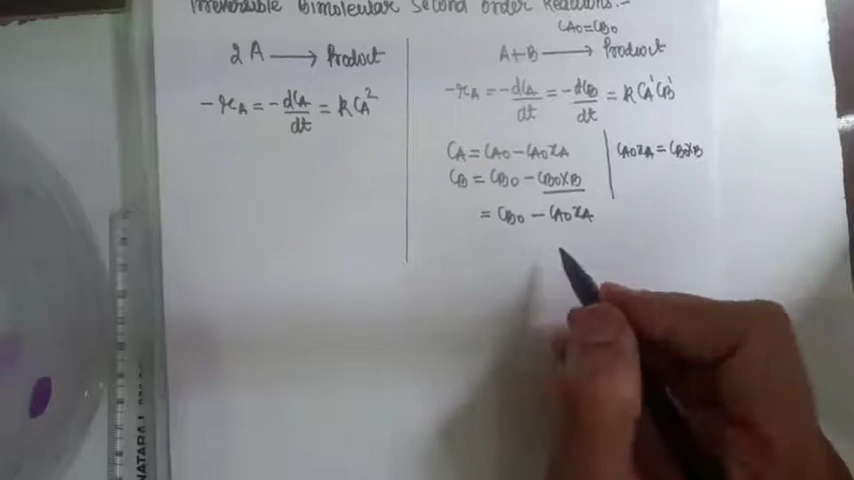 Irreversible Bimolecular Second Order Reactions:-
2A ⟶ Product
-rA = -dCA/dt = kCA²
CA0 = CB0
A+B ⟶ Product
-rA = -dCA/dt = -dCB/dt = kCA¹CB¹
CA = CA0 - CA0XA
CB = CB0 - CB0XB
= CB0 - CA0XA
CA0XA = CB0XB
NATARAJ